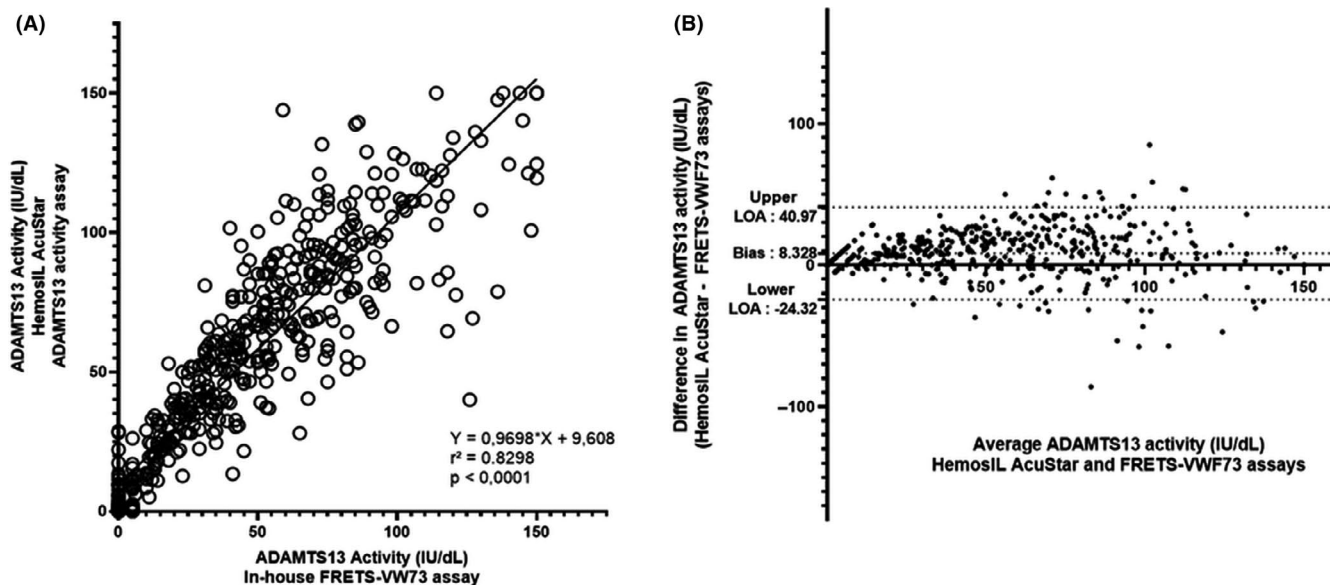 (A)
ADAMTS13 Activity (IU/dL)
HemosIL AcuStar
ADAMTS13 activity assay
150
100
50
0
0
50
100
150
Y = 0,9698*X + 9,608
r² = 0.8298
p < 0,0001
ADAMTS13 Activity (IU/dL)
In-house FRETS-VW73 assay
(B)
Difference in ADAMTS13 activity (IU/dL)
(HemosIL AcuStar - FRETS-VWF73 assays)
100
Upper
LOA : 40.97
Bias : 8.328
0
Lower
LOA : -24.32
-100
50
100
150
Average ADAMTS13 activity (IU/dL)
HemosIL AcuStar and FRETS-VWF73 assays